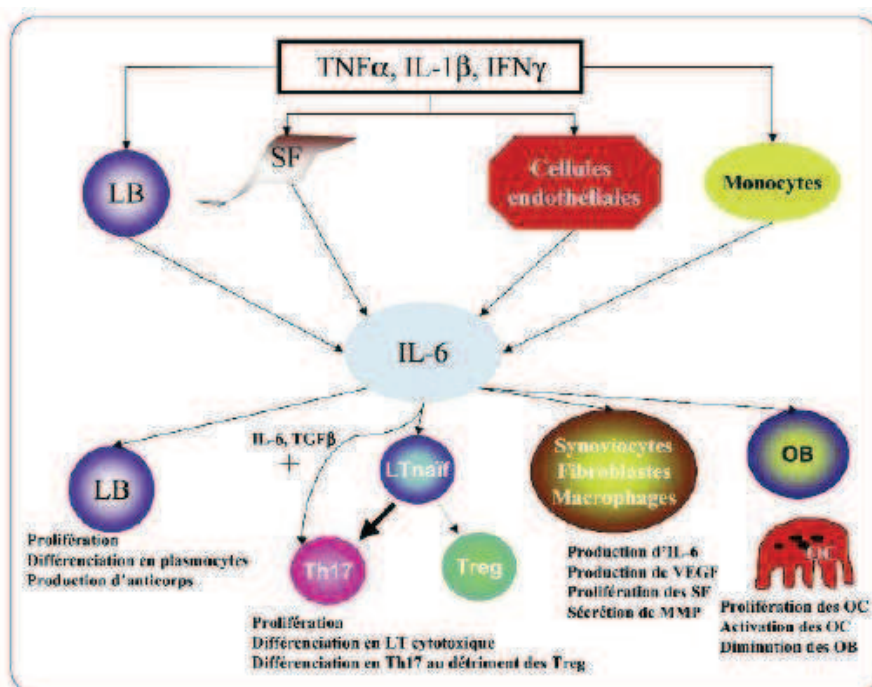 TNFα, IL-1β, IFNγ
LB
SF
Cellules
endothéliales
Monocytes
IL-6
IL-6, TGFβ
+
LB
LTnaïf
Synoviocytes
Fibroblastes
Macrophages
OB
Th17
Treg
OC
Prolifération
Différenciation en plasmocytes
Production d'anticorps
Prolifération
Différenciation en LT cytotoxique
Différenciation en Th17 au détriment des Treg
Production d'IL-6
Production de VEGF
Prolifération des SF
Sécrétion de MMP
Prolifération des OC
Activation des OC
Diminution des OB